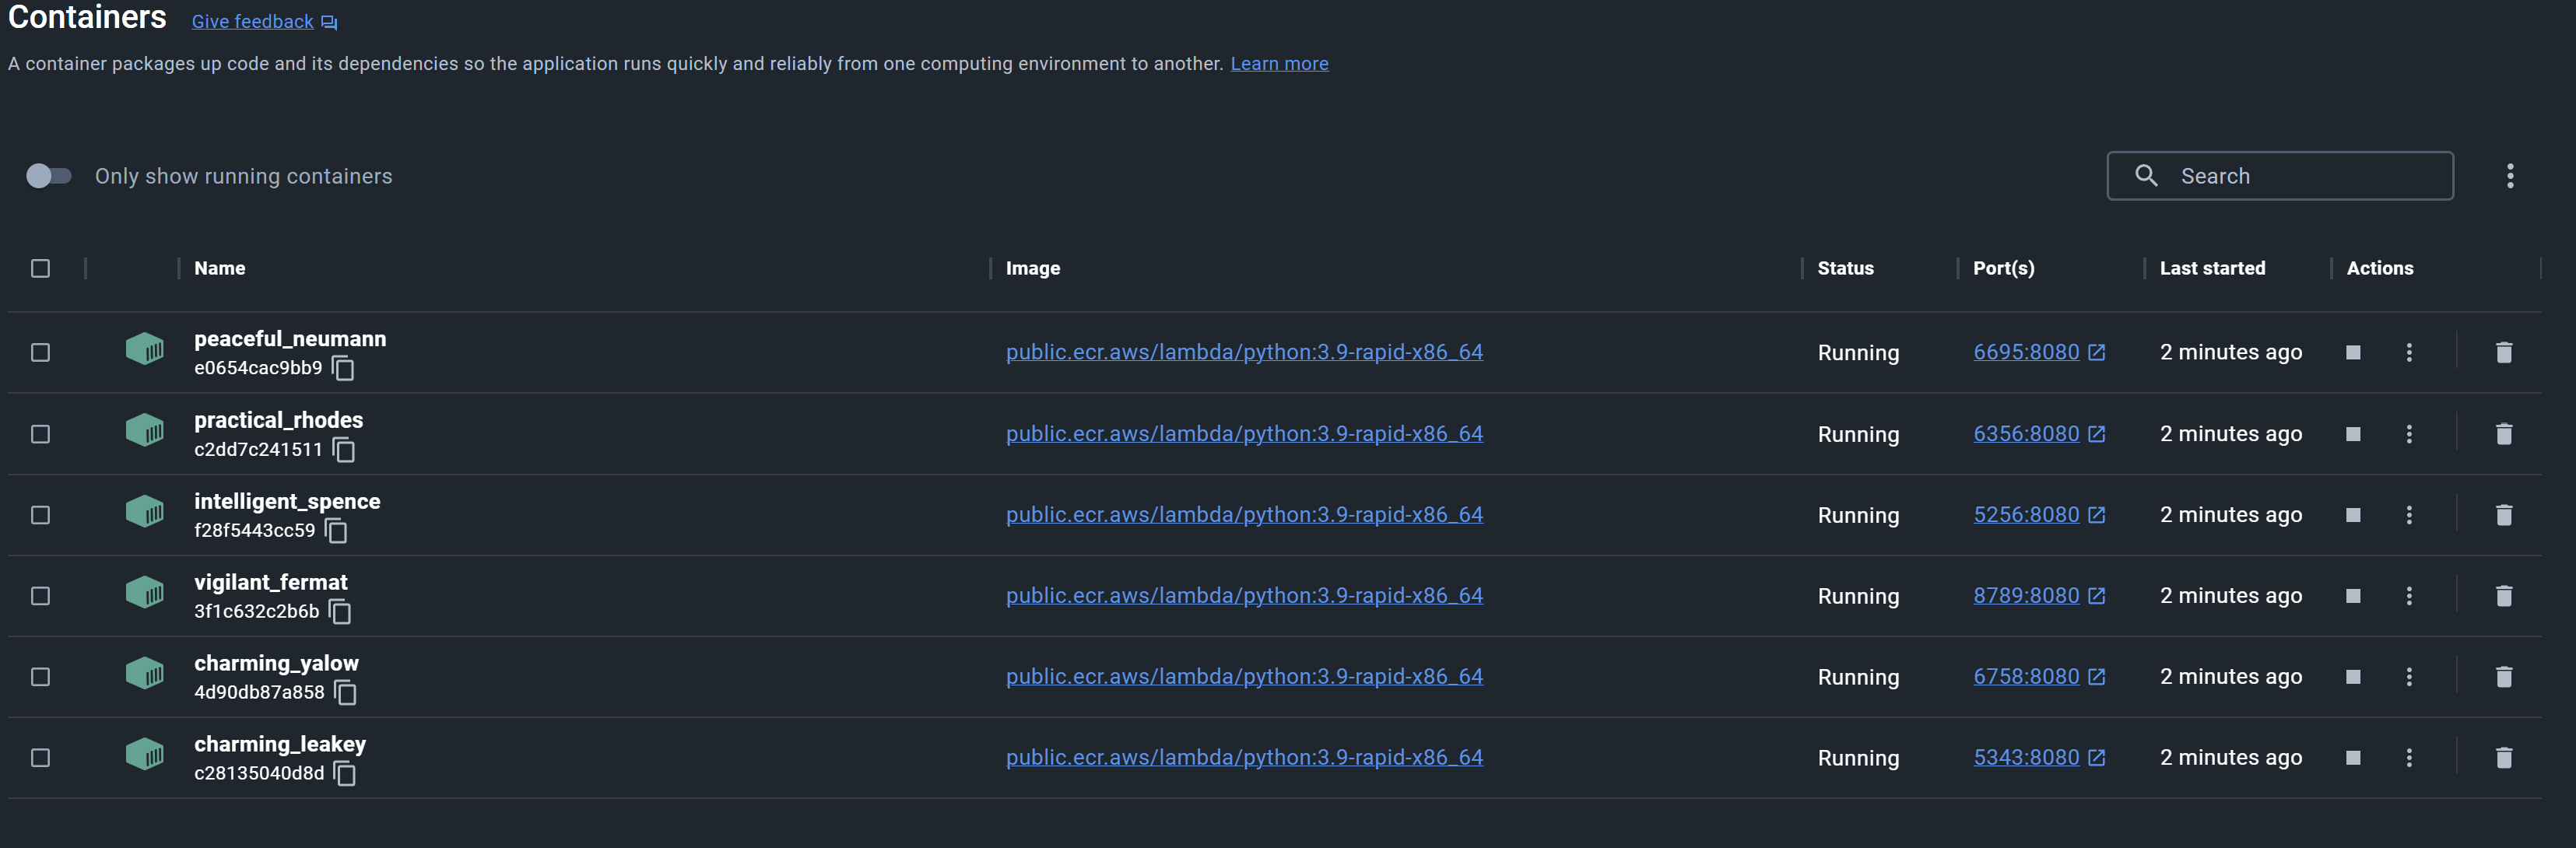 Containers Give feedback
A container packages up code and its dependencies so the application runs quickly and reliably from one computing environment to another. Learn more
Only show running containers Search
Name Image Status Port(s) Last started Actions
peaceful_neumann
e0654cac9bb9 public.ecr.aws/lambda/python:3.9-rapid-x86_64 Running 6695:8080 2 minutes ago
practical_rhodes
c2dd7c241511 public.ecr.aws/lambda/python:3.9-rapid-x86_64 Running 6356:8080 2 minutes ago
intelligent_spence
f28f5443cc59 public.ecr.aws/lambda/python:3.9-rapid-x86_64 Running 5256:8080 2 minutes ago
vigilant_fermat
3f1c632c2b6b public.ecr.aws/lambda/python:3.9-rapid-x86_64 Running 8789:8080 2 minutes ago
charming_yalow
4d90db87a858 public.ecr.aws/lambda/python:3.9-rapid-x86_64 Running 6758:8080 2 minutes ago
charming_leakey
c28135040d8d public.ecr.aws/lambda/python:3.9-rapid-x86_64 Running 5343:8080 2 minutes ago